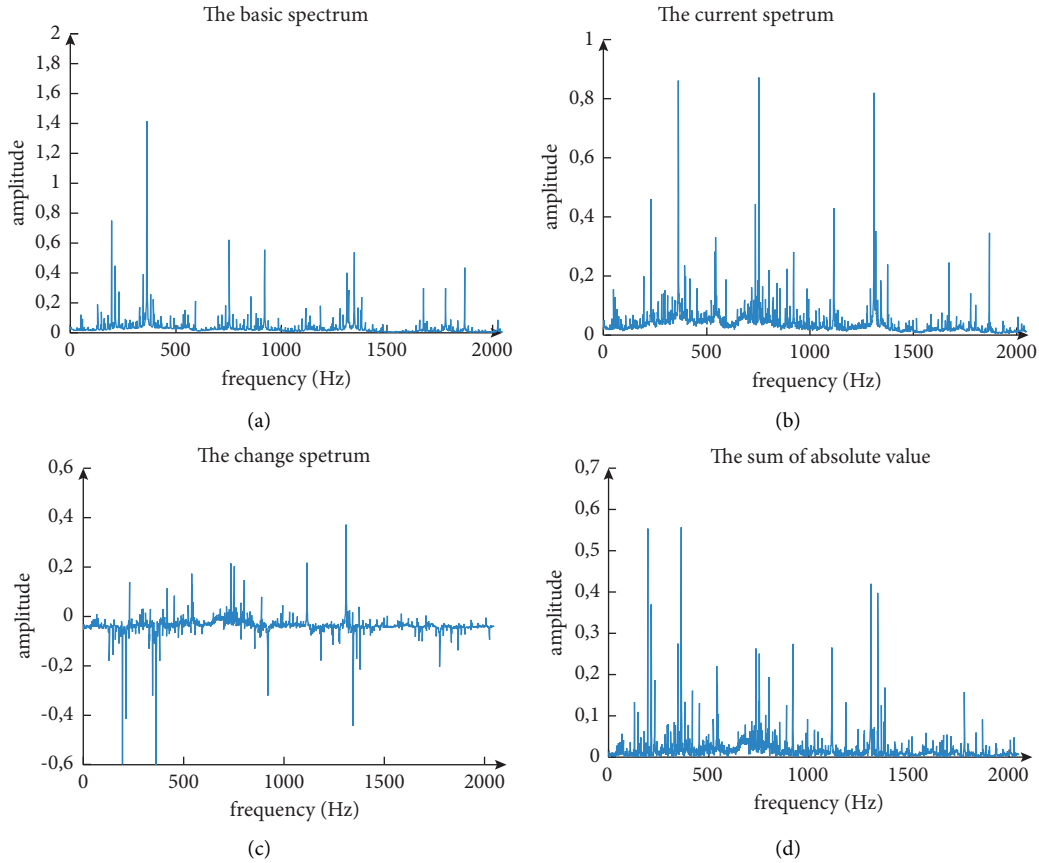 The basic spectrum
2
1,8
1,6
1,4
1,2
1
0,8
0,6
0,4
0,2
0
amplitude
0 500 1000 1500 2000
frequency (Hz)
(a)
The current spetrum
1
0,8
0,6
0,4
0,2
0
amplitude
0 500 1000 1500 2000
frequency (Hz)
(b)
The change spetrum
0,6
0,4
0,2
0
-0,2
-0,4
-0,6
amplitude
0 500 1000 1500 2000
frequency (Hz)
(c)
The sum of absolute value
0,7
0,6
0,5
0,4
0,3
0,2
0,1
0
amplitude
0 500 1000 1500 2000
frequency (Hz)
(d)